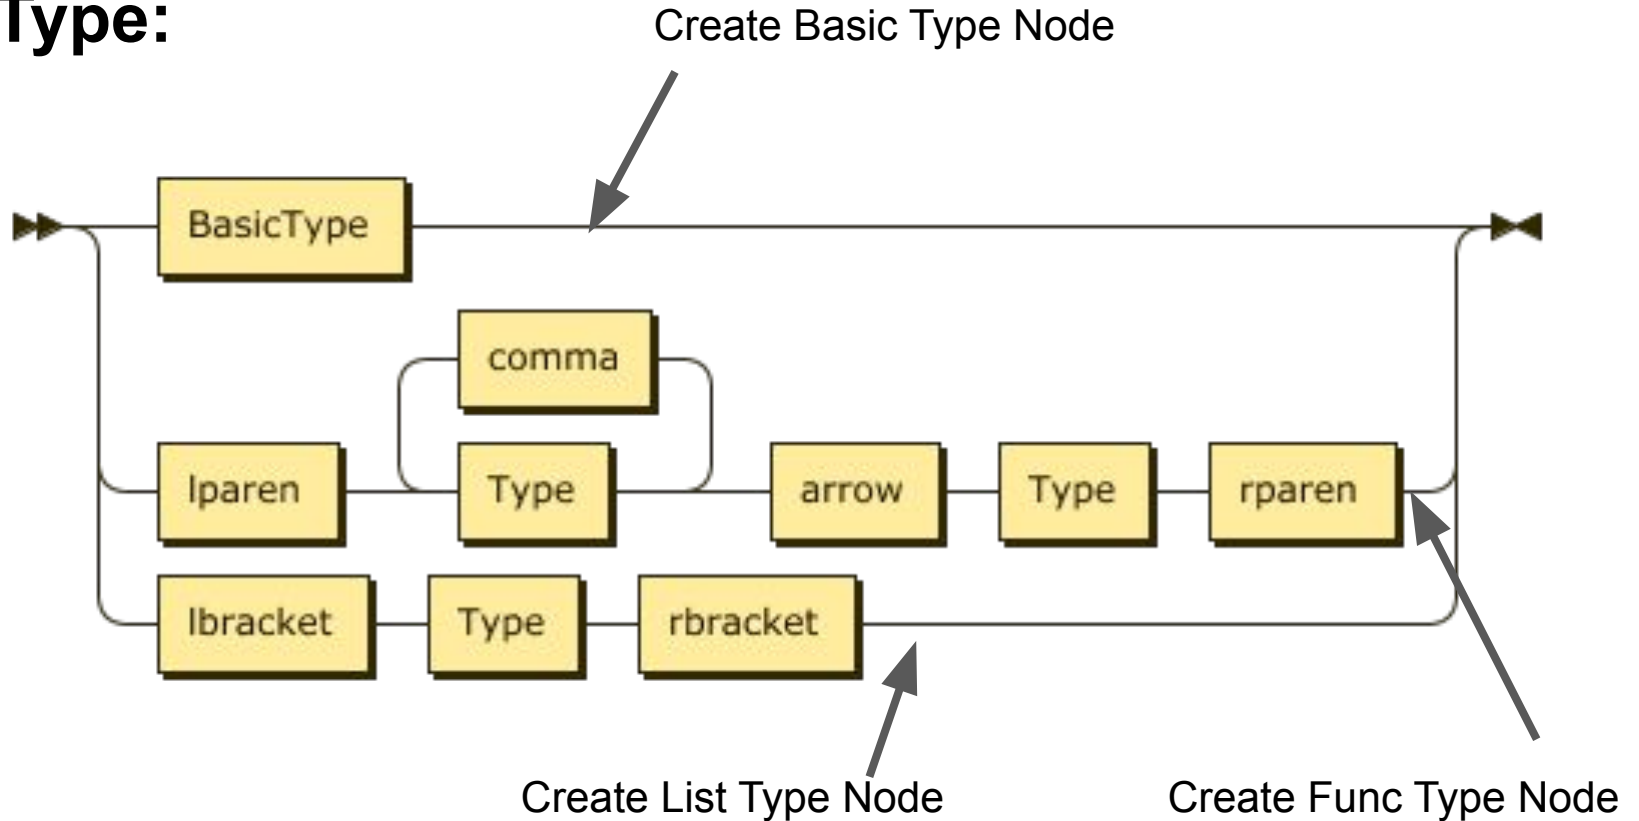 Type:
Create Basic Type Node
BasicType
comma
lparen Type arrow Type rparen
lbracket Type rbracket
Create List Type Node Create Func Type Node